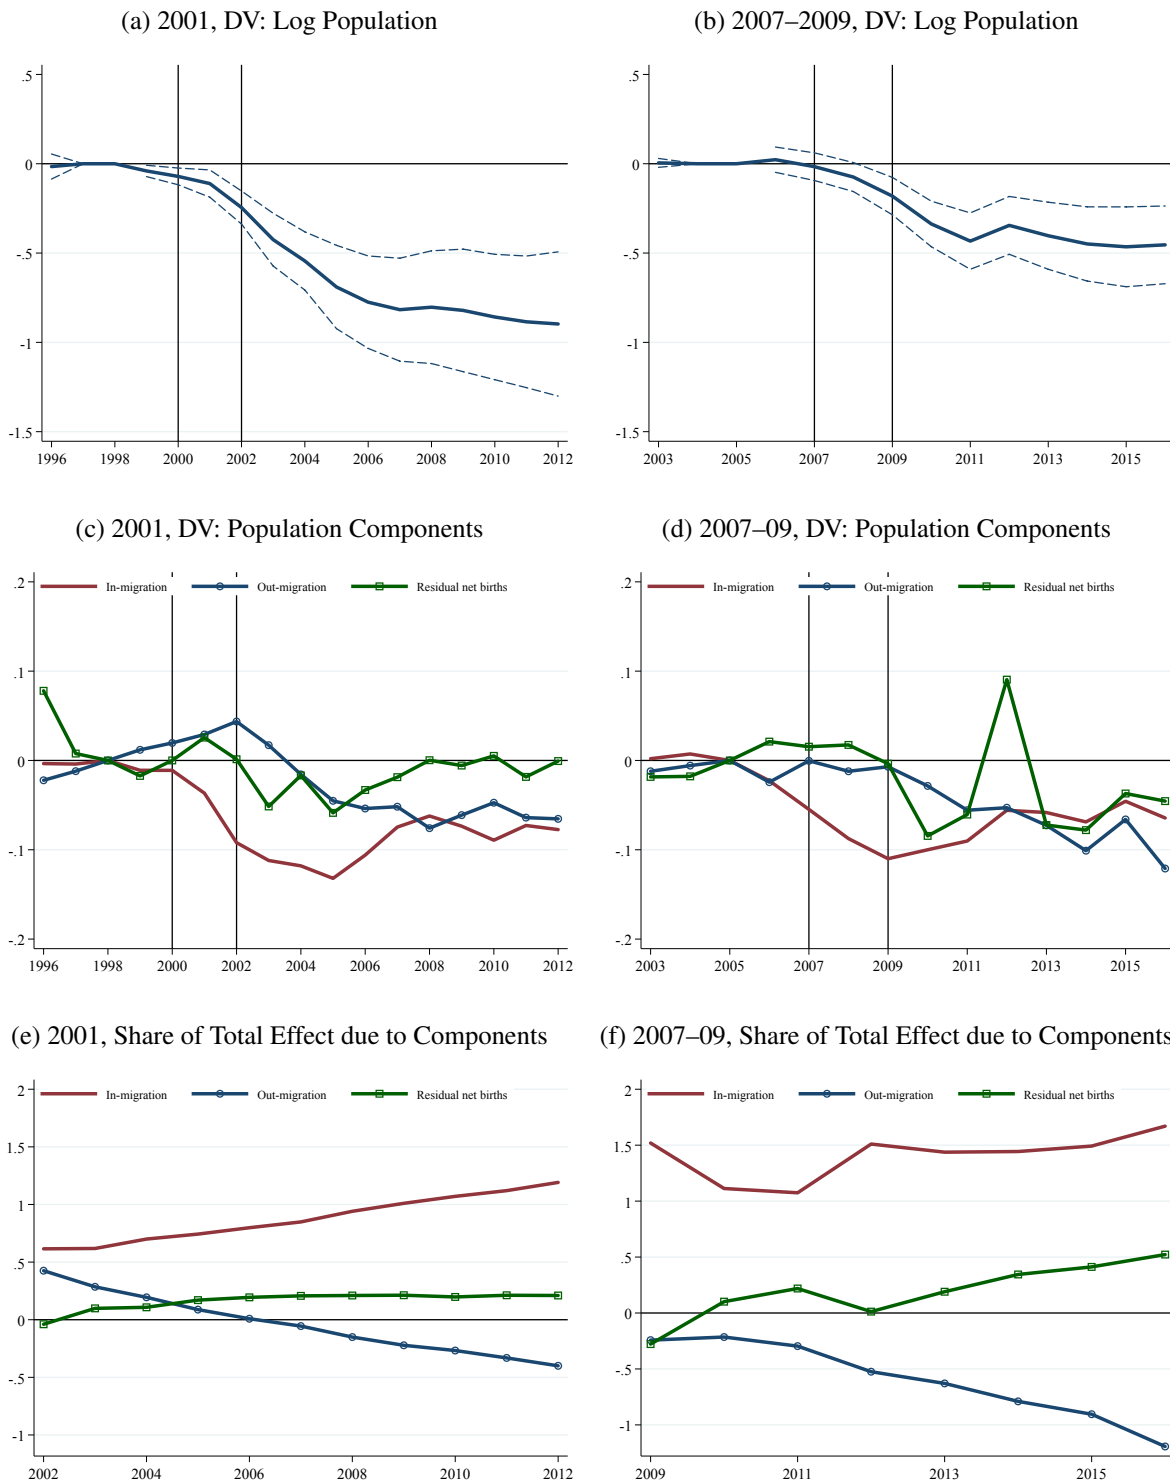 (a) 2001, DV: Log Population
.5
0
-.5
-1
-1.5
1996 1998 2000 2002 2004 2006 2008 2010 2012
(b) 2007–2009, DV: Log Population
.5
0
-.5
-1
-1.5
2003 2005 2007 2009 2011 2013 2015
(c) 2001, DV: Population Components
In-migration Out-migration Residual net births
.2
.1
0
-.1
-.2
1996 1998 2000 2002 2004 2006 2008 2010 2012
(d) 2007–09, DV: Population Components
In-migration Out-migration Residual net births
.2
.1
0
-.1
-.2
2003 2005 2007 2009 2011 2013 2015
(e) 2001, Share of Total Effect due to Components
In-migration Out-migration Residual net births
2
1.5
1
.5
0
-.5
-1
2002 2004 2006 2008 2010 2012
(f) 2007–09, Share of Total Effect due to Components
In-migration Out-migration Residual net births
2
1.5
1
.5
0
-.5
-1
2009 2011 2013 2015